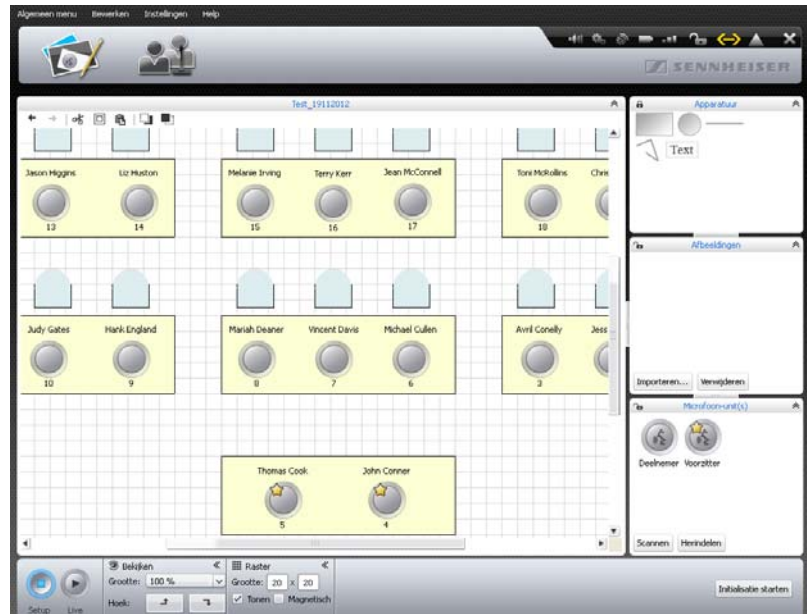 Algemeen menu Bewerken Instellingen Help
SENNHEISER
Test_19112012
Apparatuur
Text
Jason Higgins Liz Huston Melanie Irving Terry Kerr Jean McConnell Toni McRollins Chris
13 14 15 16 17 18
Afbeeldingen
Judy Gates Hank England Mariah Deaner Vincent Davis Michael Cullen Avril Conelly Jess
10 9 8 7 6 3
Importeren... Verwijderen
Microfoon-unit(s)
Deelnemer Voorzitter
Thomas Cook John Conner
5 4
Scannen Herindelen
Bekijken Raster
Grootte: 100 % Grootte: 20 x 20
Hoek: Tonen Magnetisch
Setup Live
Initialisatie starten